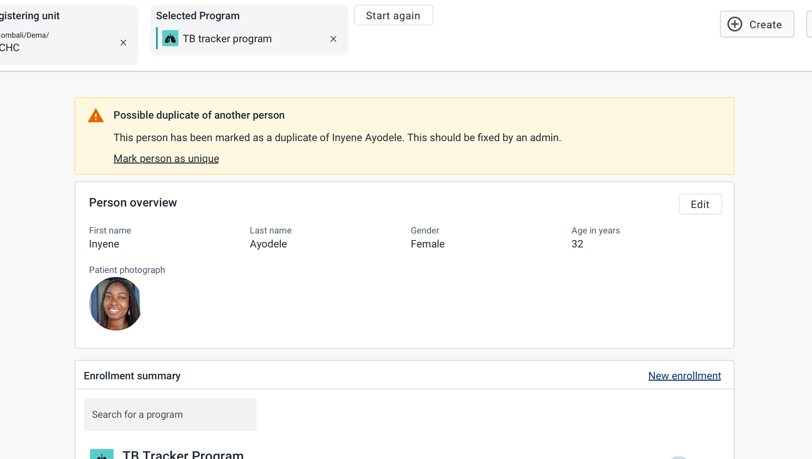 gistering unit
ombali/Dema/
CHC
Selected Program
TB tracker program
Start again
Create
Possible duplicate of another person
This person has been marked as a duplicate of Inyene Ayodele. This should be fixed by an admin.
Mark person as unique
Person overview
Edit
First name
Last name
Gender
Age in years
Inyene
Ayodele
Female
32
Patient photograph
Enrollment summary
New enrollment
Search for a program
TB Tracker Program